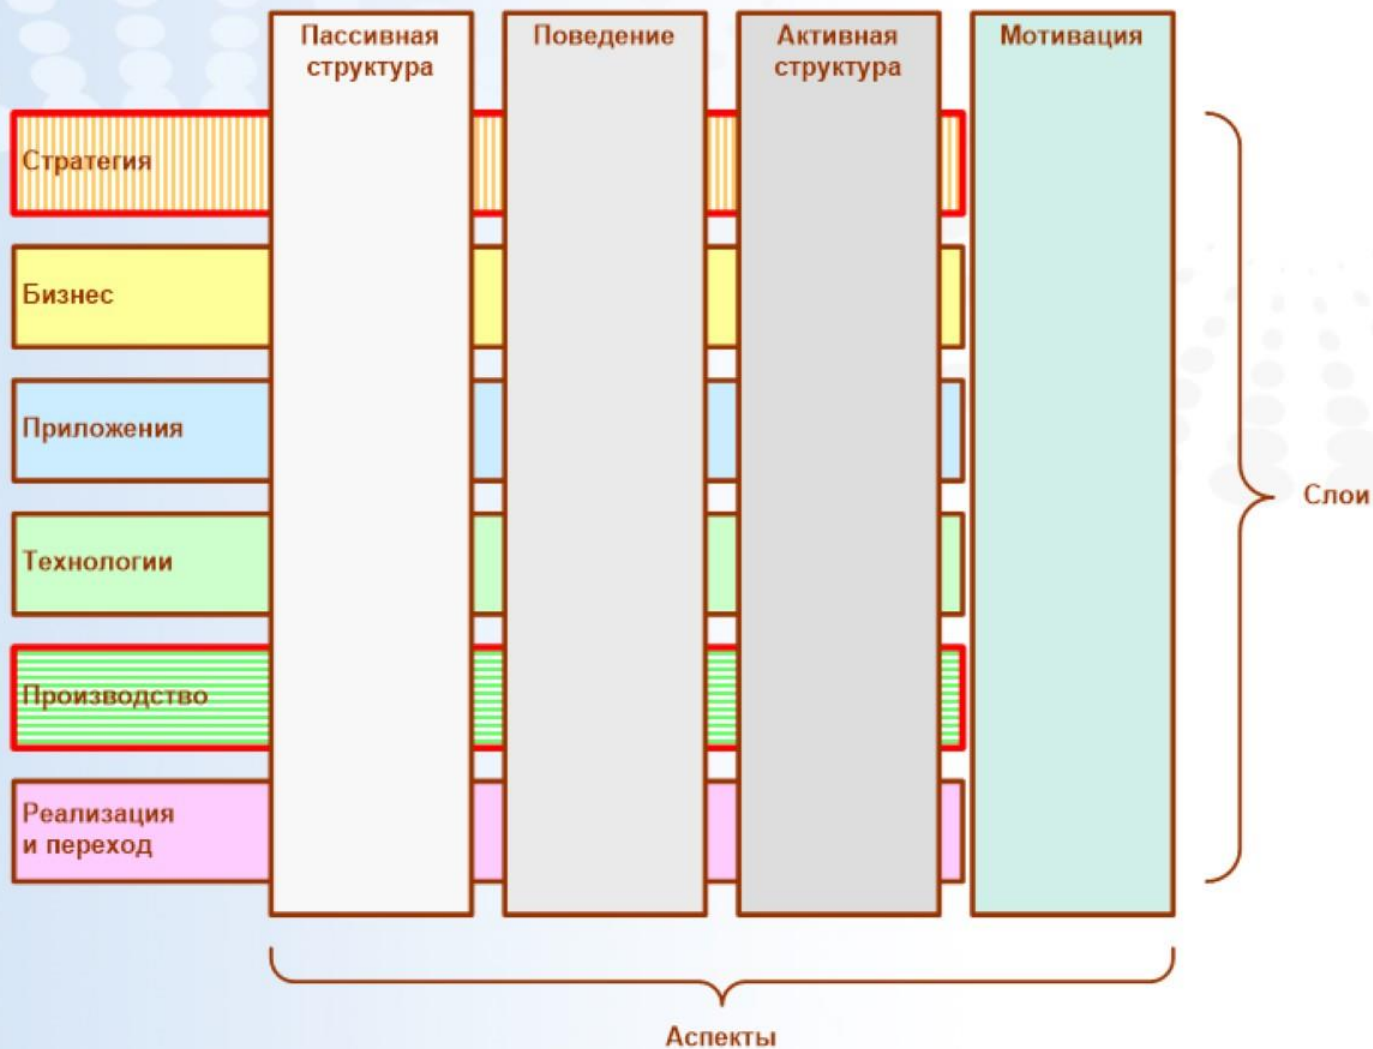 Пассивная
структура
Поведение
Активная
структура
Мотивация
Стратегия
Бизнес
Приложения
Технологии
Производство
Реализация
и переход
Слои
Аспекты